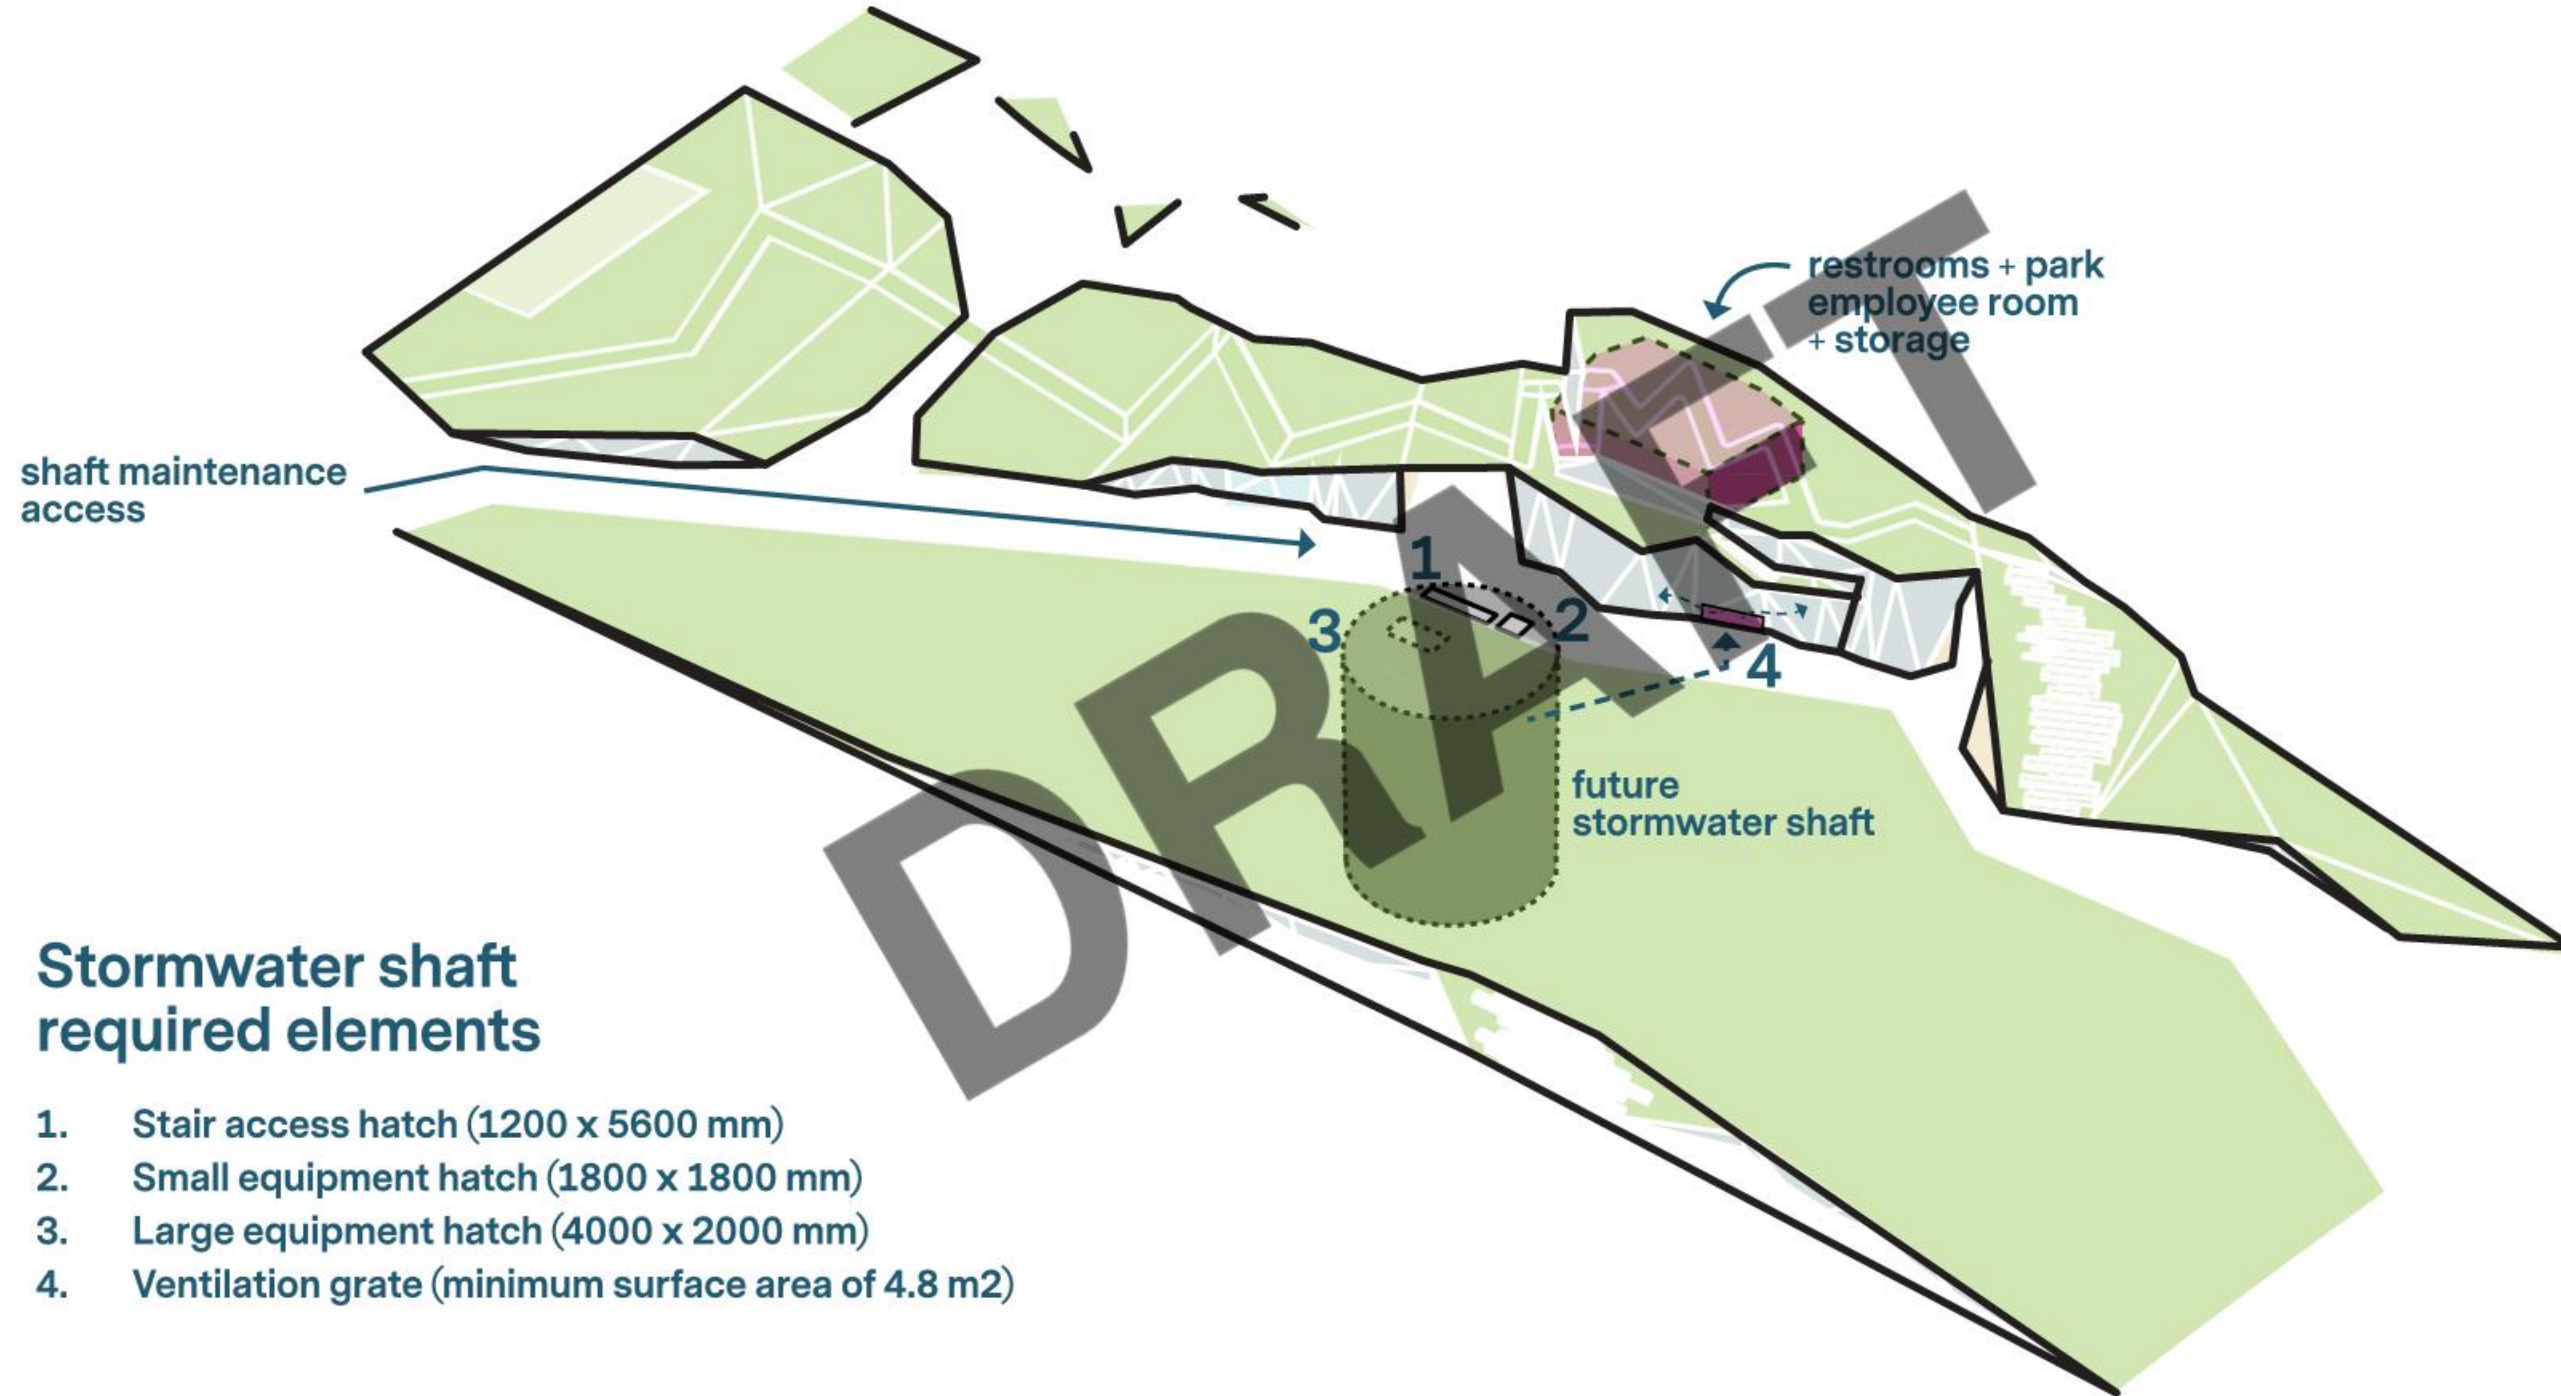 restrooms + park
employee room
+ storage
shaft maintenance
access
1
2
3
4
future
stormwater shaft
DRAFT
Stormwater shaft
required elements
1. Stair access hatch (1200 x 5600 mm)
2. Small equipment hatch (1800 x 1800 mm)
3. Large equipment hatch (4000 x 2000 mm)
4. Ventilation grate (minimum surface area of 4.8 m2)